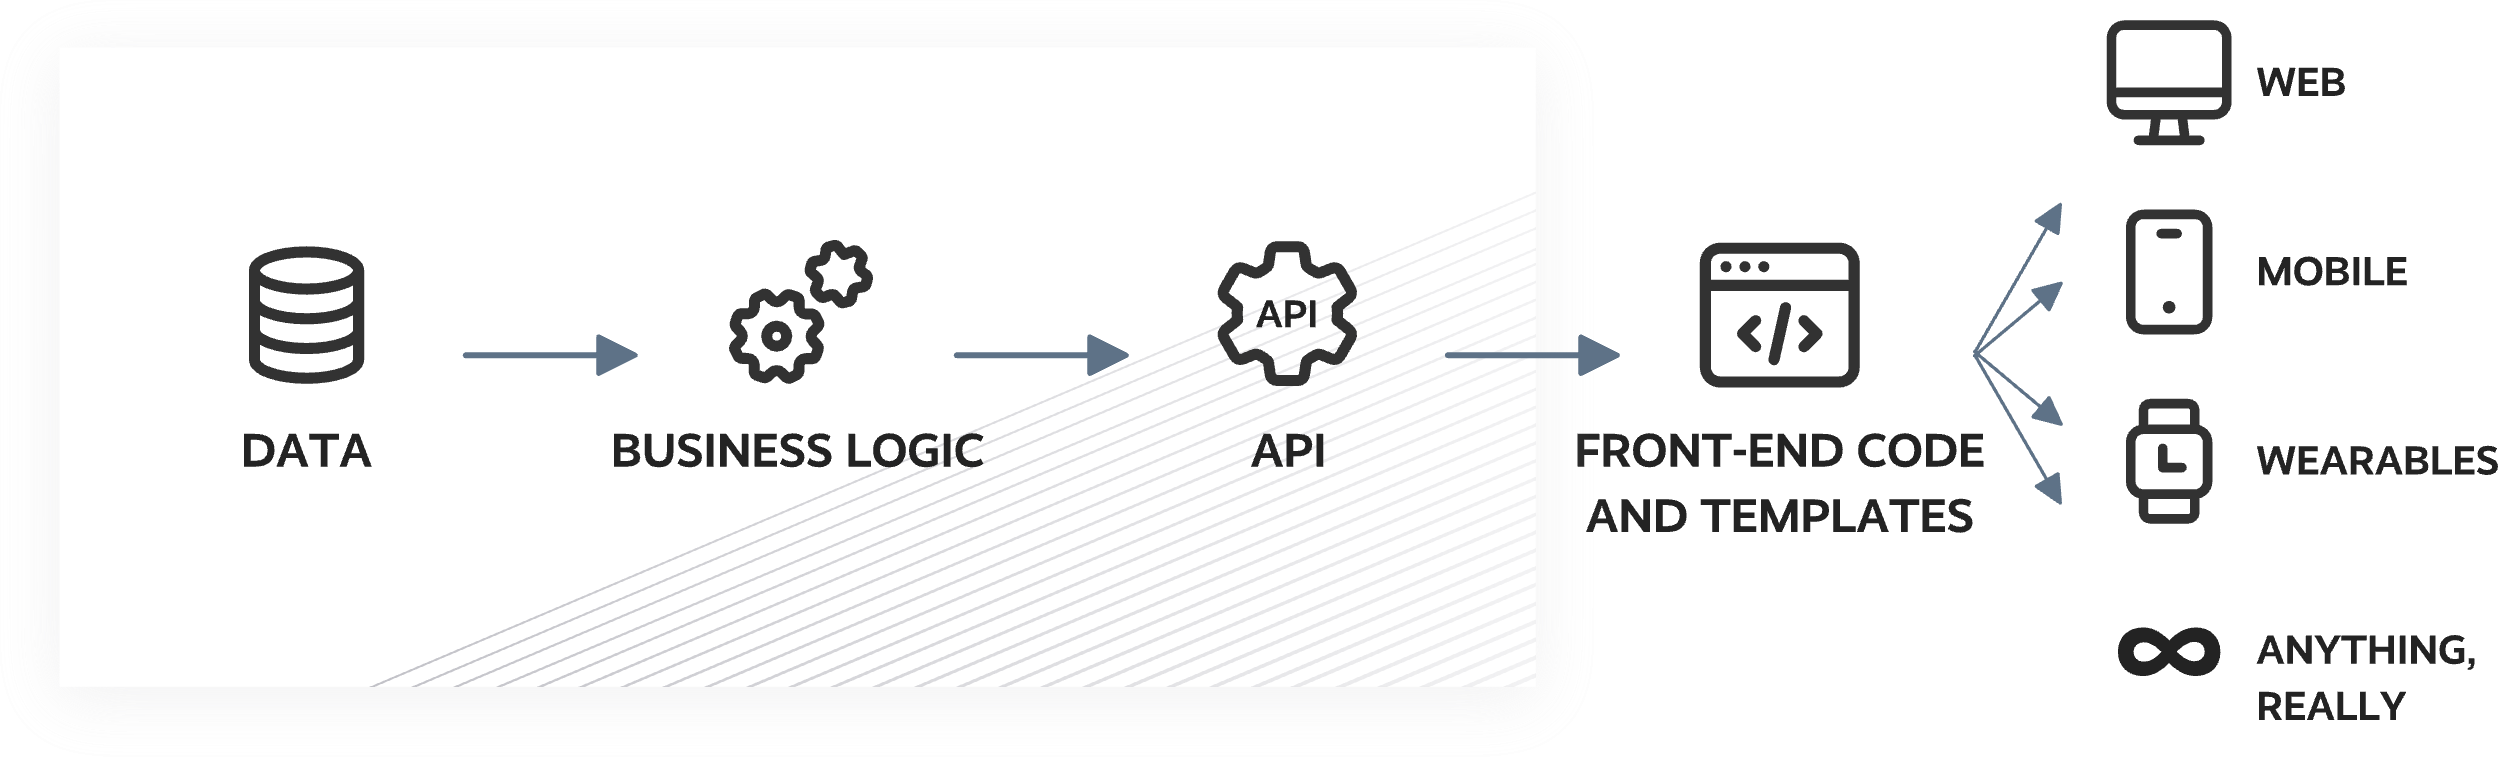 DATA
BUSINESS LOGIC
API
API
FRONT-END CODE
AND TEMPLATES
WEB
MOBILE
WEARABLES
ANYTHING,
REALLY